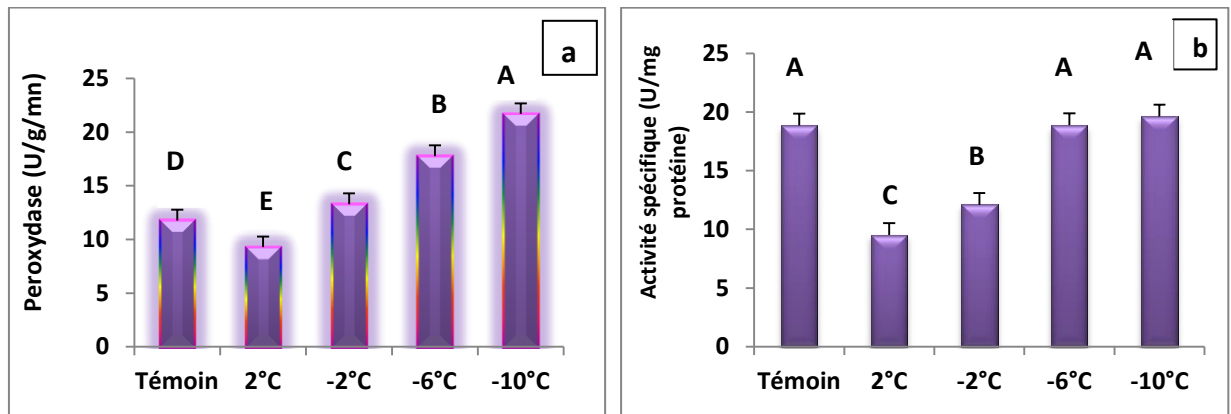 a
Peroxydase (U/g/mn)
25
20
15
10
5
0
D
E
C
B
A
Témoin 2°C -2°C -6°C -10°C
b
Activité spécifique (U/mg
protéine)
25
20
15
10
5
0
A
C
B
A
A
Témoin 2°C -2°C -6°C -10°C